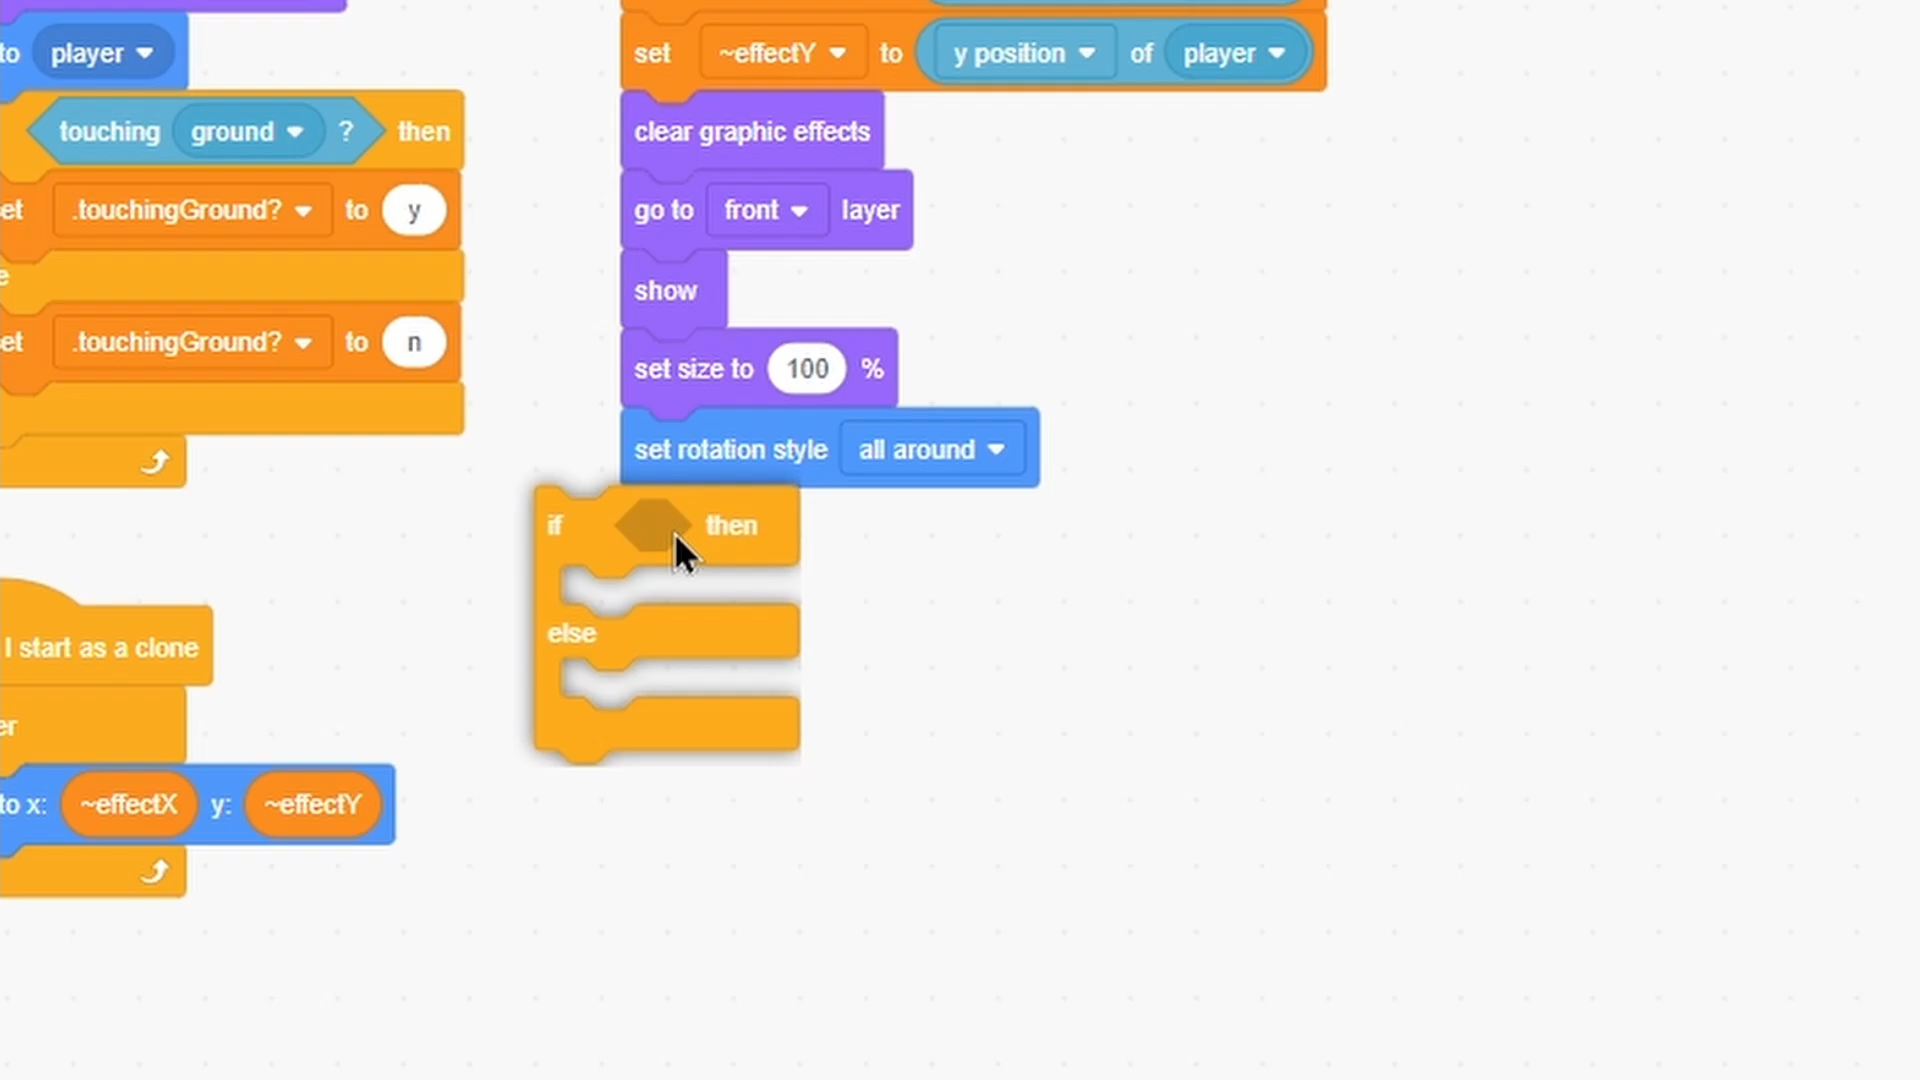 to player
touching ground ? then
et .touchingGround? to y
e
et .touchingGround? to n
I start as a clone
er
to x: ~effectX y: ~effectY
set ~effectY to y position of player
clear graphic effects
go to front layer
show
set size to 100 %
set rotation style all around
if then
else